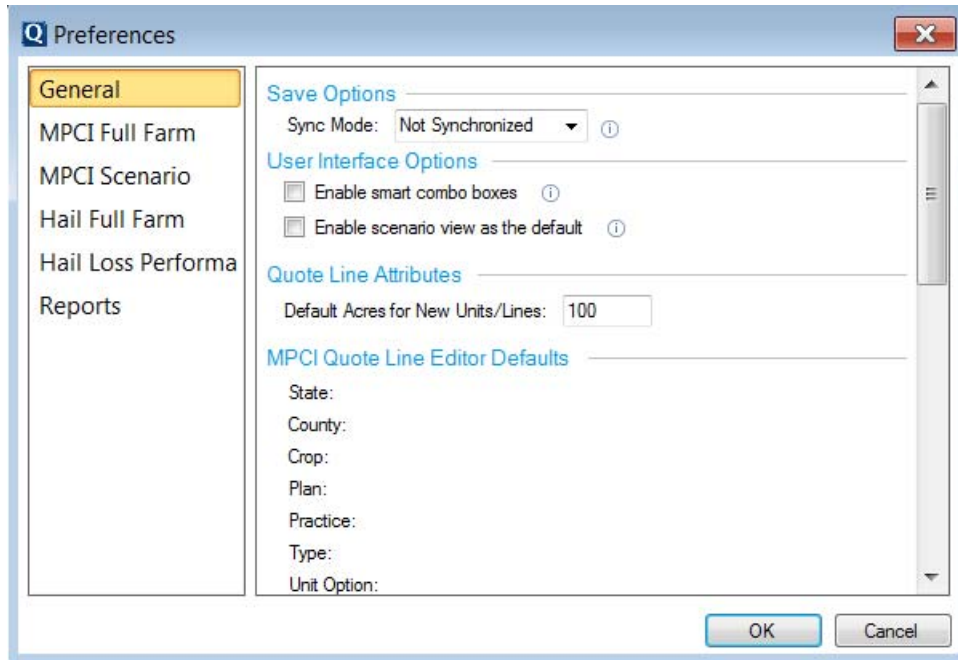 Q Preferences
General
MPCI Full Farm
MPCI Scenario
Hail Full Farm
Hail Loss Performa
Reports
Save Options
Sync Mode: Not Synchronized
User Interface Options
Enable smart combo boxes
Enable scenario view as the default
Quote Line Attributes
Default Acres for New Units/Lines: 100
MPCI Quote Line Editor Defaults
State:
County:
Crop:
Plan:
Practice:
Type:
Unit Option:
OK Cancel